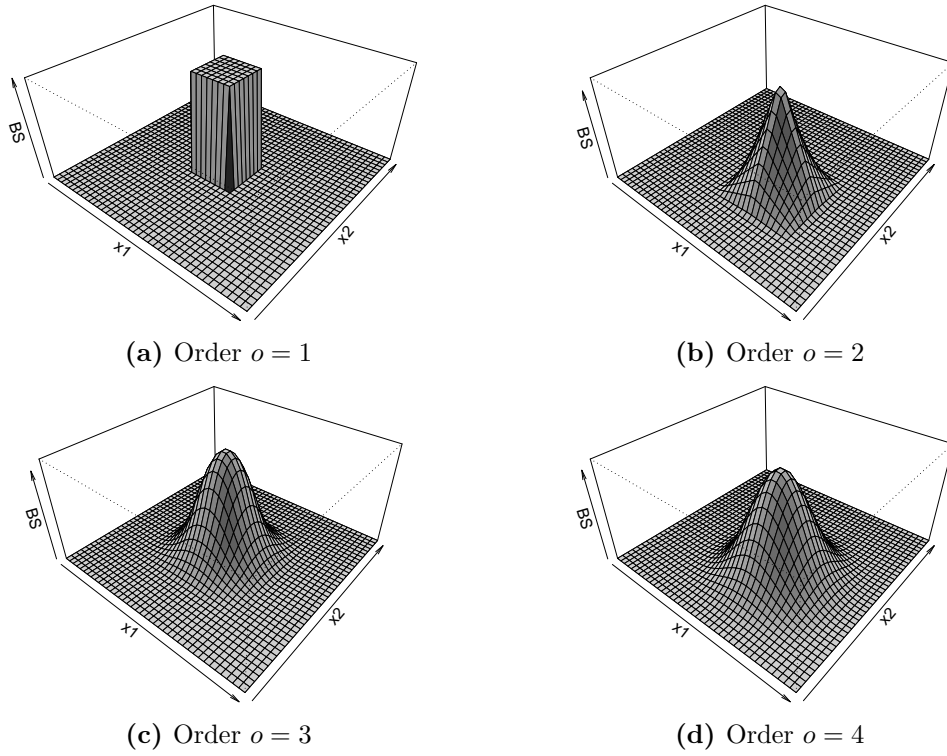 BS
x1
x2
BS
x1
x2
(a) Order o = 1
(b) Order o = 2
BS
x1
x2
BS
x1
x2
(c) Order o = 3
(d) Order o = 4